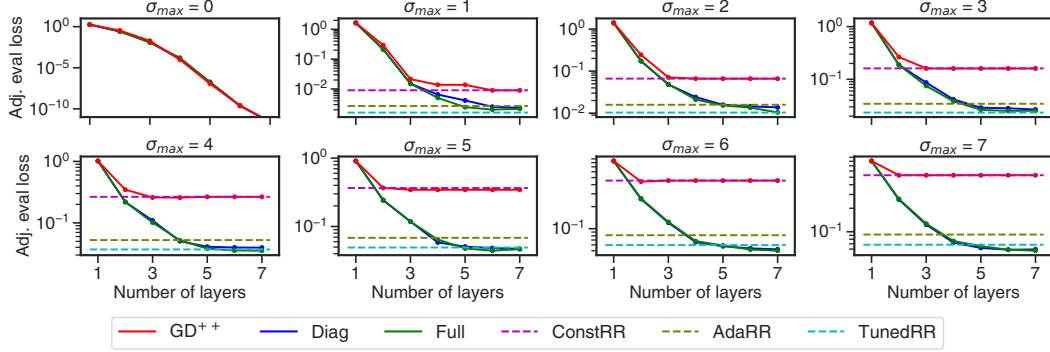 σmax = 0
σmax = 1
σmax = 2
σmax = 3
Adj. eval loss
10^0
10^-5
10^-10
10^0
10^-1
10^-2
10^0
10^-1
10^-2
10^0
10^-1
σmax = 4
σmax = 5
σmax = 6
σmax = 7
Adj. eval loss
10^0
10^-1
10^-1
10^-1
10^-1
1 3 5 7
1 3 5 7
1 3 5 7
1 3 5 7
Number of layers
Number of layers
Number of layers
Number of layers
GD++ Diag Full ConstRR AdaRR TunedRR